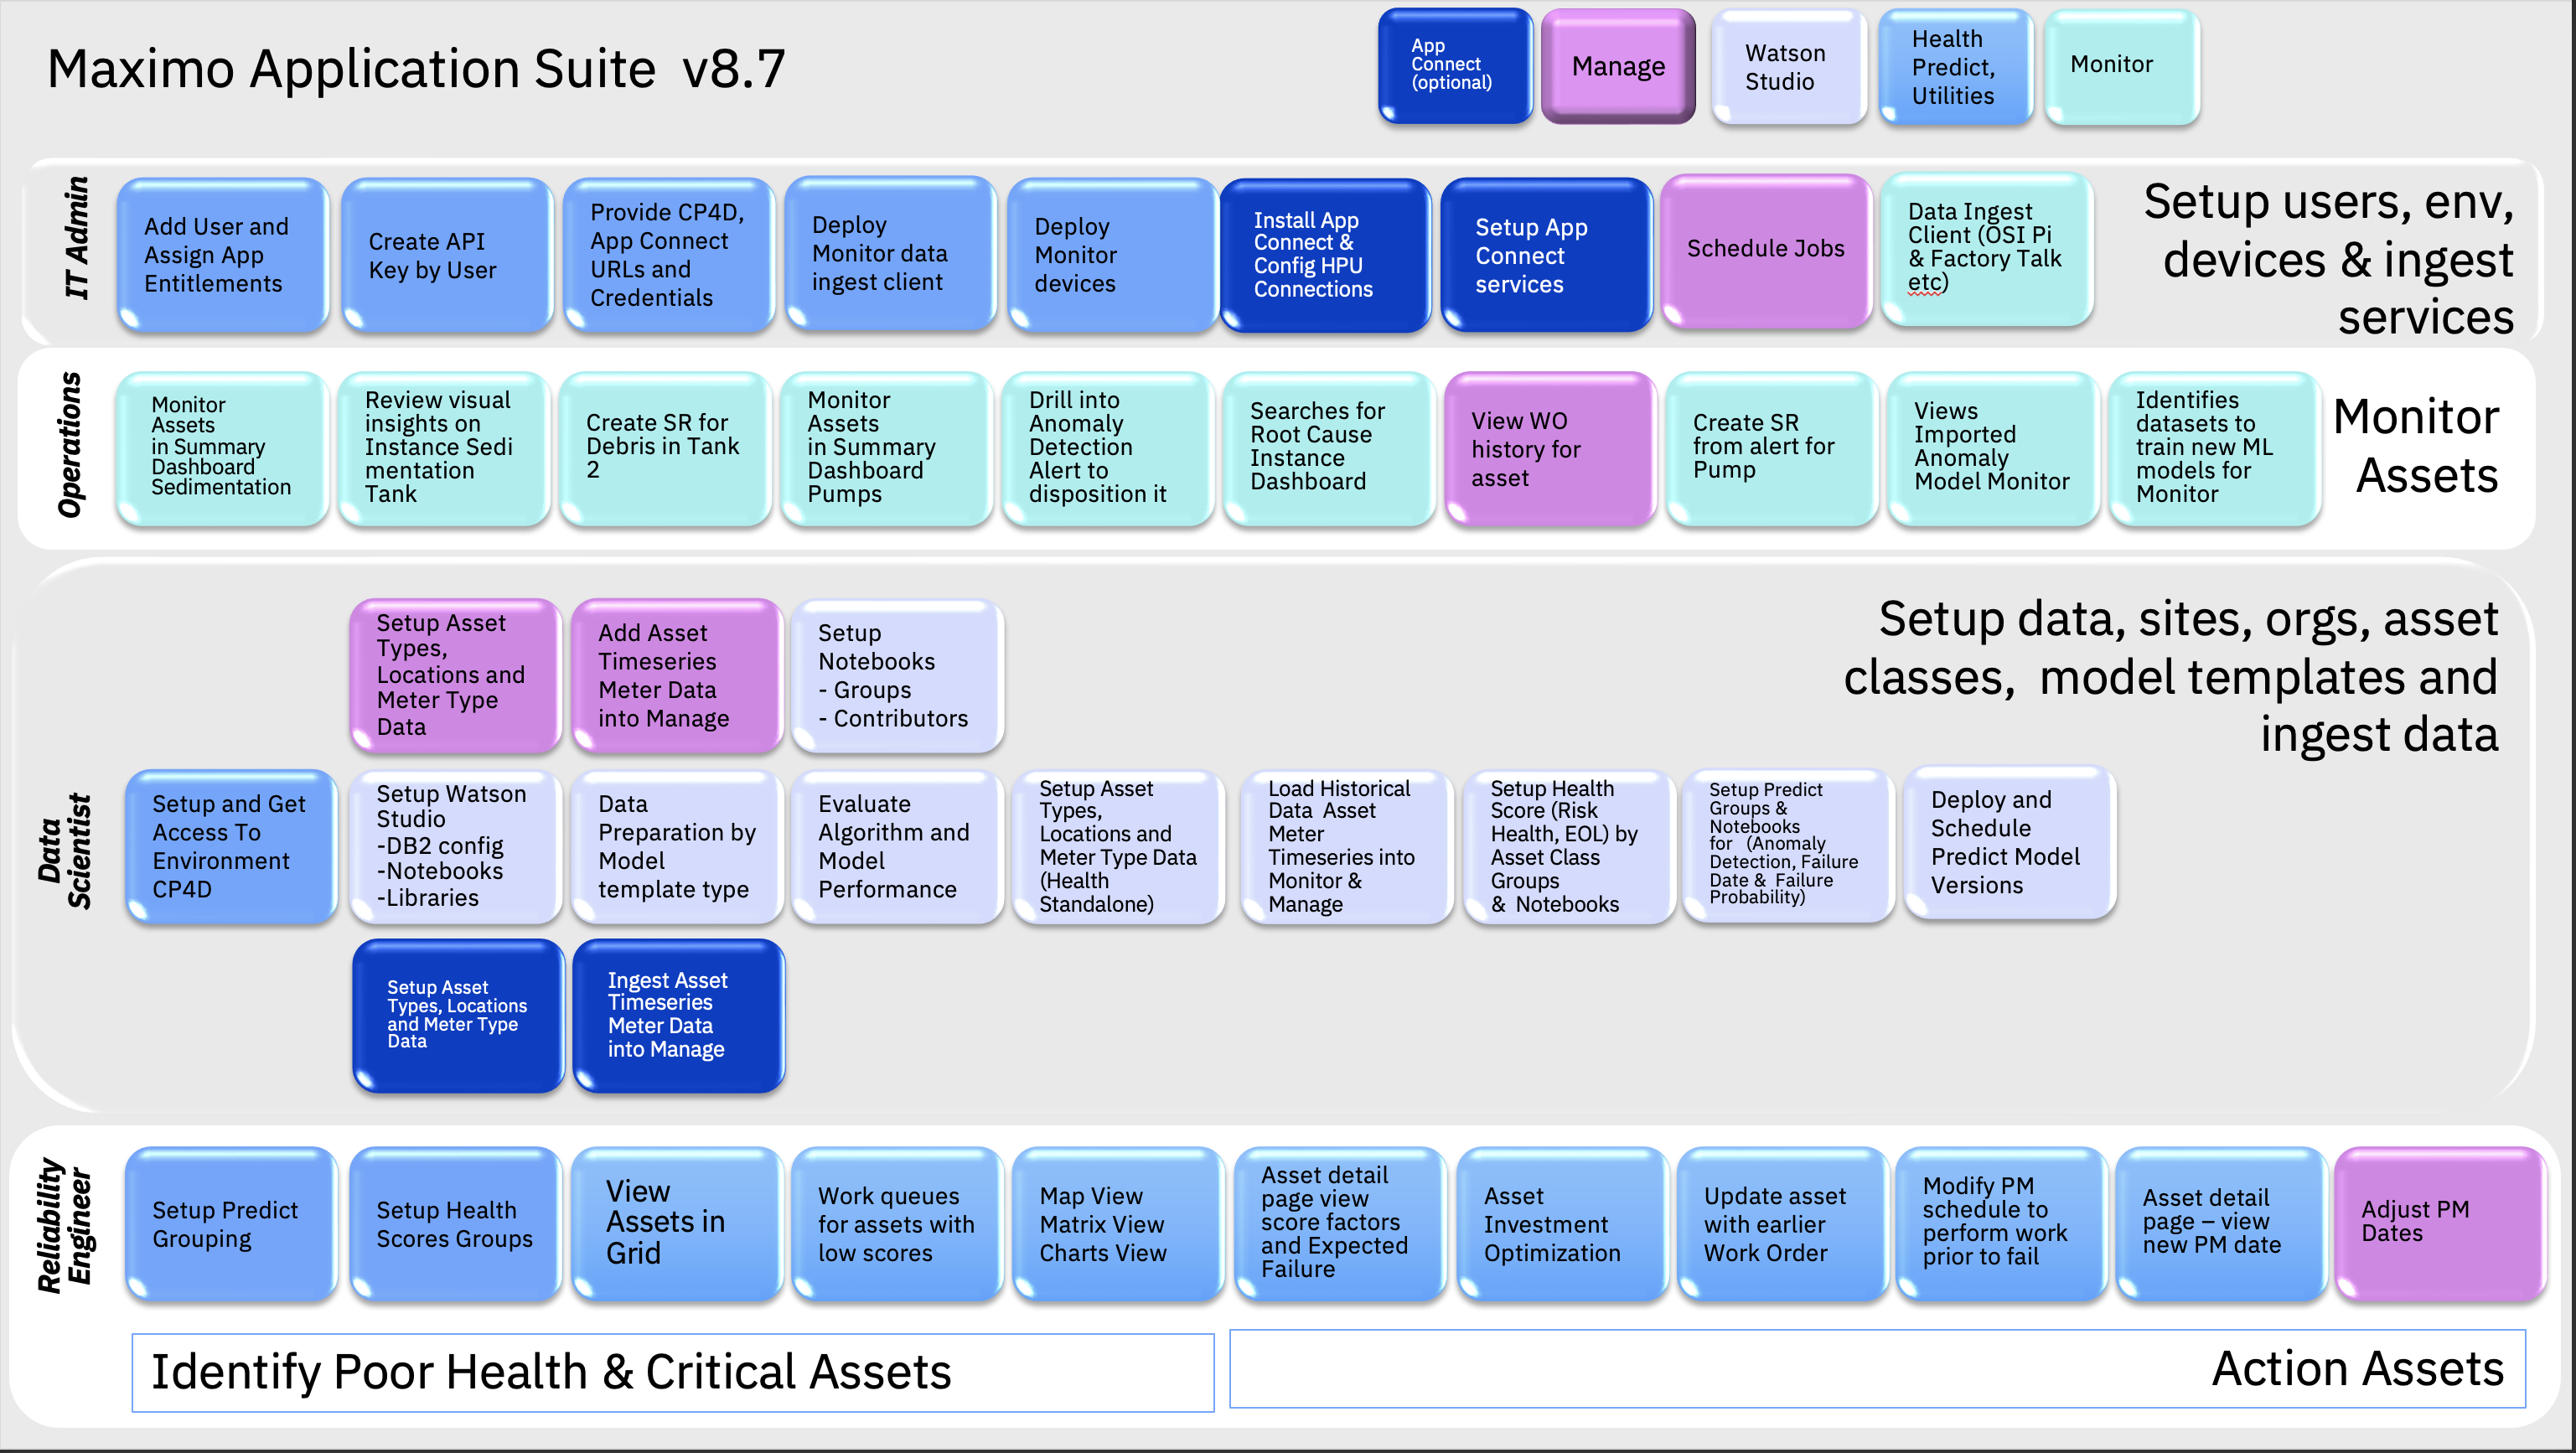 Maximo Application Suite v8.7
App
Connect
(optional)
Manage
Watson
Studio
Health
Predict,
Utilities
Monitor
IT Admin
Add User and
Assign App
Entitlements
Create API
Key by User
Provide CP4D,
App Connect
URLs and
Credentials
Deploy
Monitor data
ingest client
Deploy
Monitor
devices
Install App
Connect &
Config HPU
Connections
Setup App
Connect
services
Schedule Jobs
Data Ingest
Client (OSI Pi
& Factory Talk
etc)
Setup users, env,
devices & ingest
services
Operations
Monitor
Assets
in Summary
Dashboard
Sedimentation
Review visual
insights on
Instance Sedi
mentation
Tank
Create SR for
Debris in Tank
2
Monitor
Assets
in Summary
Dashboard
Pumps
Drill into
Anomaly
Detection
Alert to
disposition it
Searches for
Root Cause
Instance
Dashboard
View WO
history for
asset
Create SR
from alert for
Pump
Views
Imported
Anomaly
Model Monitor
Identifies
datasets to
train new ML
models for
Monitor
Monitor
Assets
Data
Scientist
Setup Asset
Types,
Locations and
Meter Type
Data
Add Asset
Timeseries
Meter Data
into Manage
Setup
Notebooks
- Groups
- Contributors
Setup data, sites, orgs, asset
classes, model templates and
ingest data
Setup and Get
Access To
Environment
CP4D
Setup Watson
Studio
-DB2 config
-Notebooks
-Libraries
Data
Preparation by
Model
template type
Evaluate
Algorithm and
Model
Performance
Setup Asset
Types,
Locations and
Meter Type Data
(Health
Standalone)
Load Historical
Data Asset
Meter
Timeseries into
Monitor &
Manage
Setup Health
Score (Risk
Health, EOL) by
Asset Class
Groups
& Notebooks
Setup Predict
Groups &
Notebooks
for (Anomaly
Detection, Failure
Date & Failure
Probability)
Deploy and
Schedule
Predict Model
Versions
Setup Asset
Types, Locations
and Meter Type
Data
Ingest Asset
Timeseries
Meter Data
into Manage
Reliability
Engineer
Setup Predict
Grouping
Setup Health
Scores Groups
View
Assets in
Grid
Work queues
for assets with
low scores
Map View
Matrix View
Charts View
Asset detail
page view
score factors
and Expected
Failure
Asset
Investment
Optimization
Update asset
with earlier
Work Order
Modify PM
schedule to
perform work
prior to fail
Asset detail
page – view
new PM date
Adjust PM
Dates
Identify Poor Health & Critical Assets
Action Assets